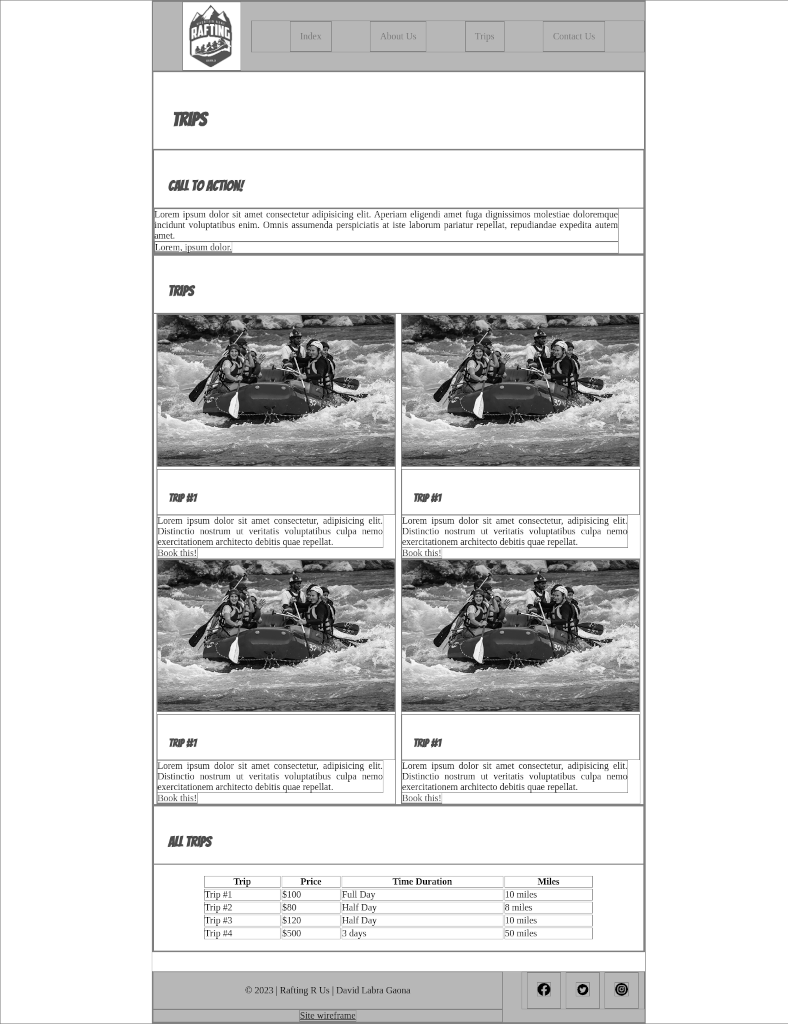 RAFTING
Index
About Us
Trips
Contact Us
TRIPS
CALL TO ACTION!
Lorem ipsum dolor sit amet consectetur adipisicing elit. Aperiam eligendi amet fuga dignissimos molestiae doloremque
incidunt voluptatibus enim. Omnis assumenda perspiciatis at iste laborum pariatur repellat, repudiandae expedita autem
amet.
Lorem, ipsum dolor.
TRIPS
TRIP #1
Lorem ipsum dolor sit amet consectetur, adipisicing elit.
Distinctio nostrum ut veritatis voluptatibus culpa nemo
exercitationem architecto debitis quae repellat.
Book this!
TRIP #1
Lorem ipsum dolor sit amet consectetur, adipisicing elit.
Distinctio nostrum ut veritatis voluptatibus culpa nemo
exercitationem architecto debitis quae repellat.
Book this!
TRIP #1
Lorem ipsum dolor sit amet consectetur, adipisicing elit.
Distinctio nostrum ut veritatis voluptatibus culpa nemo
exercitationem architecto debitis quae repellat.
Book this!
TRIP #1
Lorem ipsum dolor sit amet consectetur, adipisicing elit.
Distinctio nostrum ut veritatis voluptatibus culpa nemo
exercitationem architecto debitis quae repellat.
Book this!
ALL TRIPS
Trip Price Time Duration Miles
Trip #1 $100 Full Day 10 miles
Trip #2 $80 Half Day 8 miles
Trip #3 $120 Half Day 10 miles
Trip #4 $500 3 days 50 miles
© 2023 | Rafting R Us | David Labra Gaona
Site wireframe